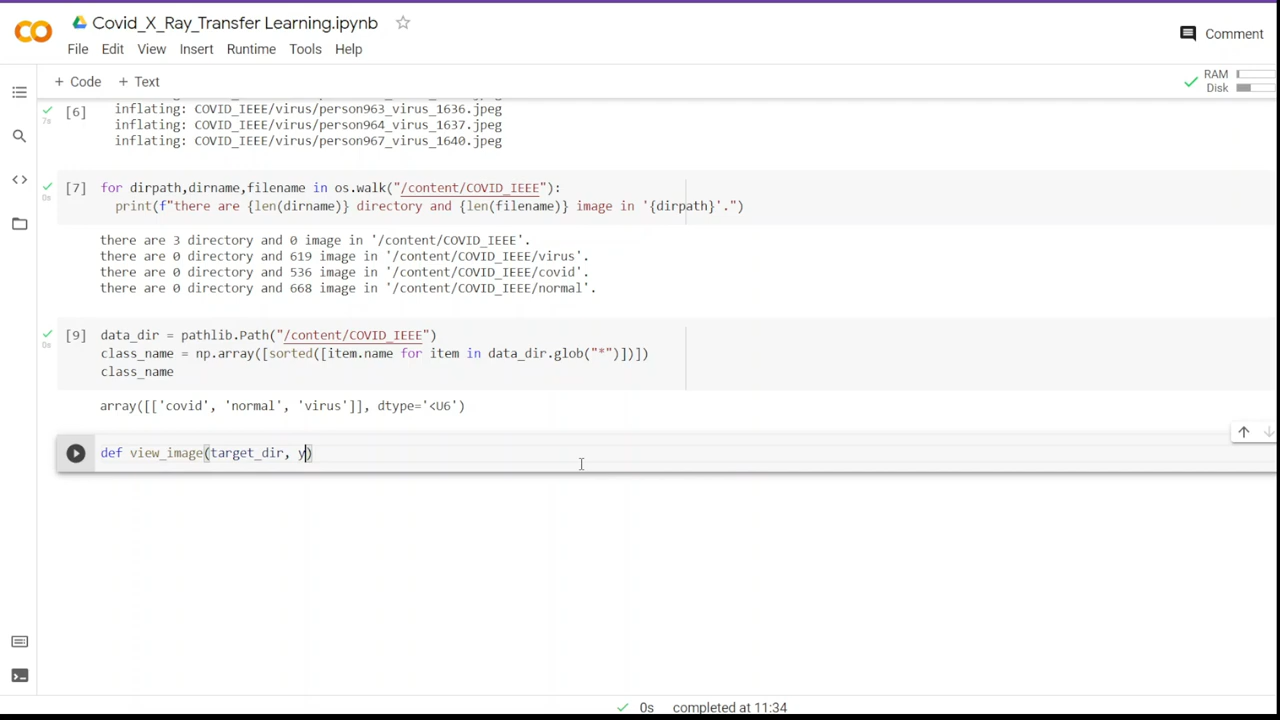 Covid_X_Ray_Transfer Learning.ipynb
Comment
File Edit View Insert Runtime Tools Help
+ Code + Text
RAM
Disk
[6]
7s
inflating: COVID_IEEE/virus/person963_virus_1636.jpeg
inflating: COVID_IEEE/virus/person964_virus_1637.jpeg
inflating: COVID_IEEE/virus/person967_virus_1640.jpeg
[7] for dirpath,dirname,filename in os.walk("/content/COVID_IEEE"):
0s
print(f"there are {len(dirname)} directory and {len(filename)} image in '{dirpath}'.")
there are 3 directory and 0 image in '/content/COVID_IEEE'.
there are 0 directory and 619 image in '/content/COVID_IEEE/virus'.
there are 0 directory and 536 image in '/content/COVID_IEEE/covid'.
there are 0 directory and 668 image in '/content/COVID_IEEE/normal'.
[9] data_dir = pathlib.Path("/content/COVID_IEEE")
0s
class_name = np.array([sorted([item.name for item in data_dir.glob("*")])])
class_name
array([['covid', 'normal', 'virus']], dtype='<U6')
def view_image(target_dir, y)
0s completed at 11:34